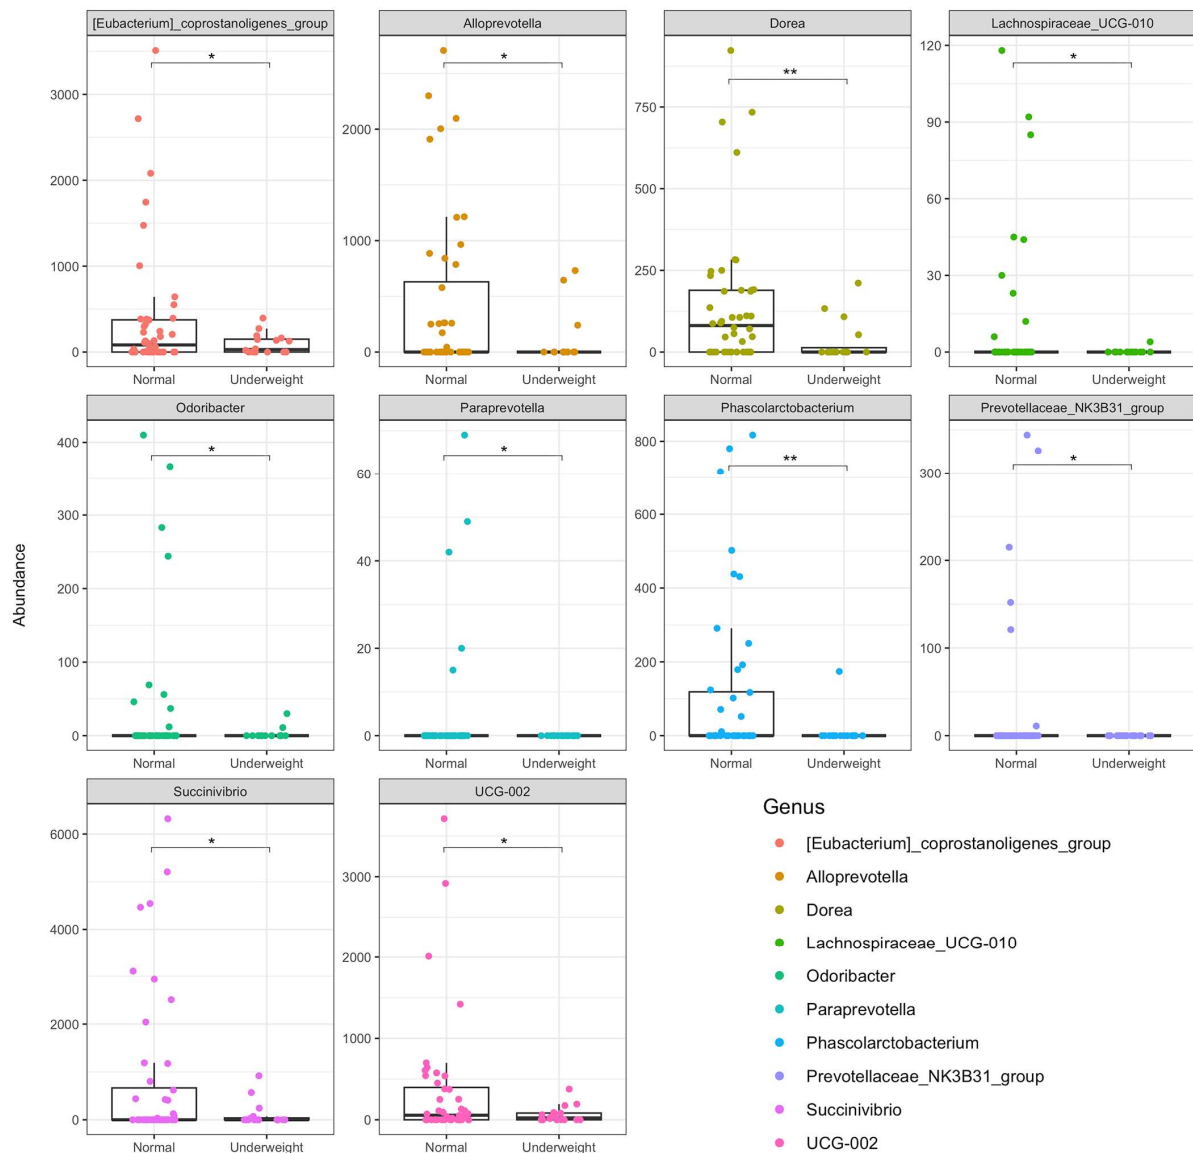 [Eubacterium]_coprostanoligenes_group
Alloprevotella
Dorea
Lachnospiraceae_UCG-010
*
*
**
*
3000
2000
1000
0
2000
1000
0
750
500
250
0
120
90
60
30
0
Normal Underweight
Normal Underweight
Normal Underweight
Normal Underweight
Odoribacter
Paraprevotella
Phascolarctobacterium
Prevotellaceae_NK3B31_group
*
*
**
*
400
300
200
100
0
60
40
20
0
800
600
400
200
0
300
200
100
0
Normal Underweight
Normal Underweight
Normal Underweight
Normal Underweight
Abundance
Succinivibrio
UCG-002
*
*
6000
4000
2000
0
3000
2000
1000
0
Normal Underweight
Normal Underweight
Genus
[Eubacterium]_coprostanoligenes_group
Alloprevotella
Dorea
Lachnospiraceae_UCG-010
Odoribacter
Paraprevotella
Phascolarctobacterium
Prevotellaceae_NK3B31_group
Succinivibrio
UCG-002